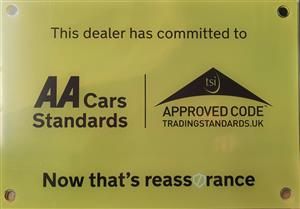 This dealer has committed to
AA Cars
Standards
tsi
APPROVED CODE
TRADINGSTANDARDS.UK
Now that's reassurance